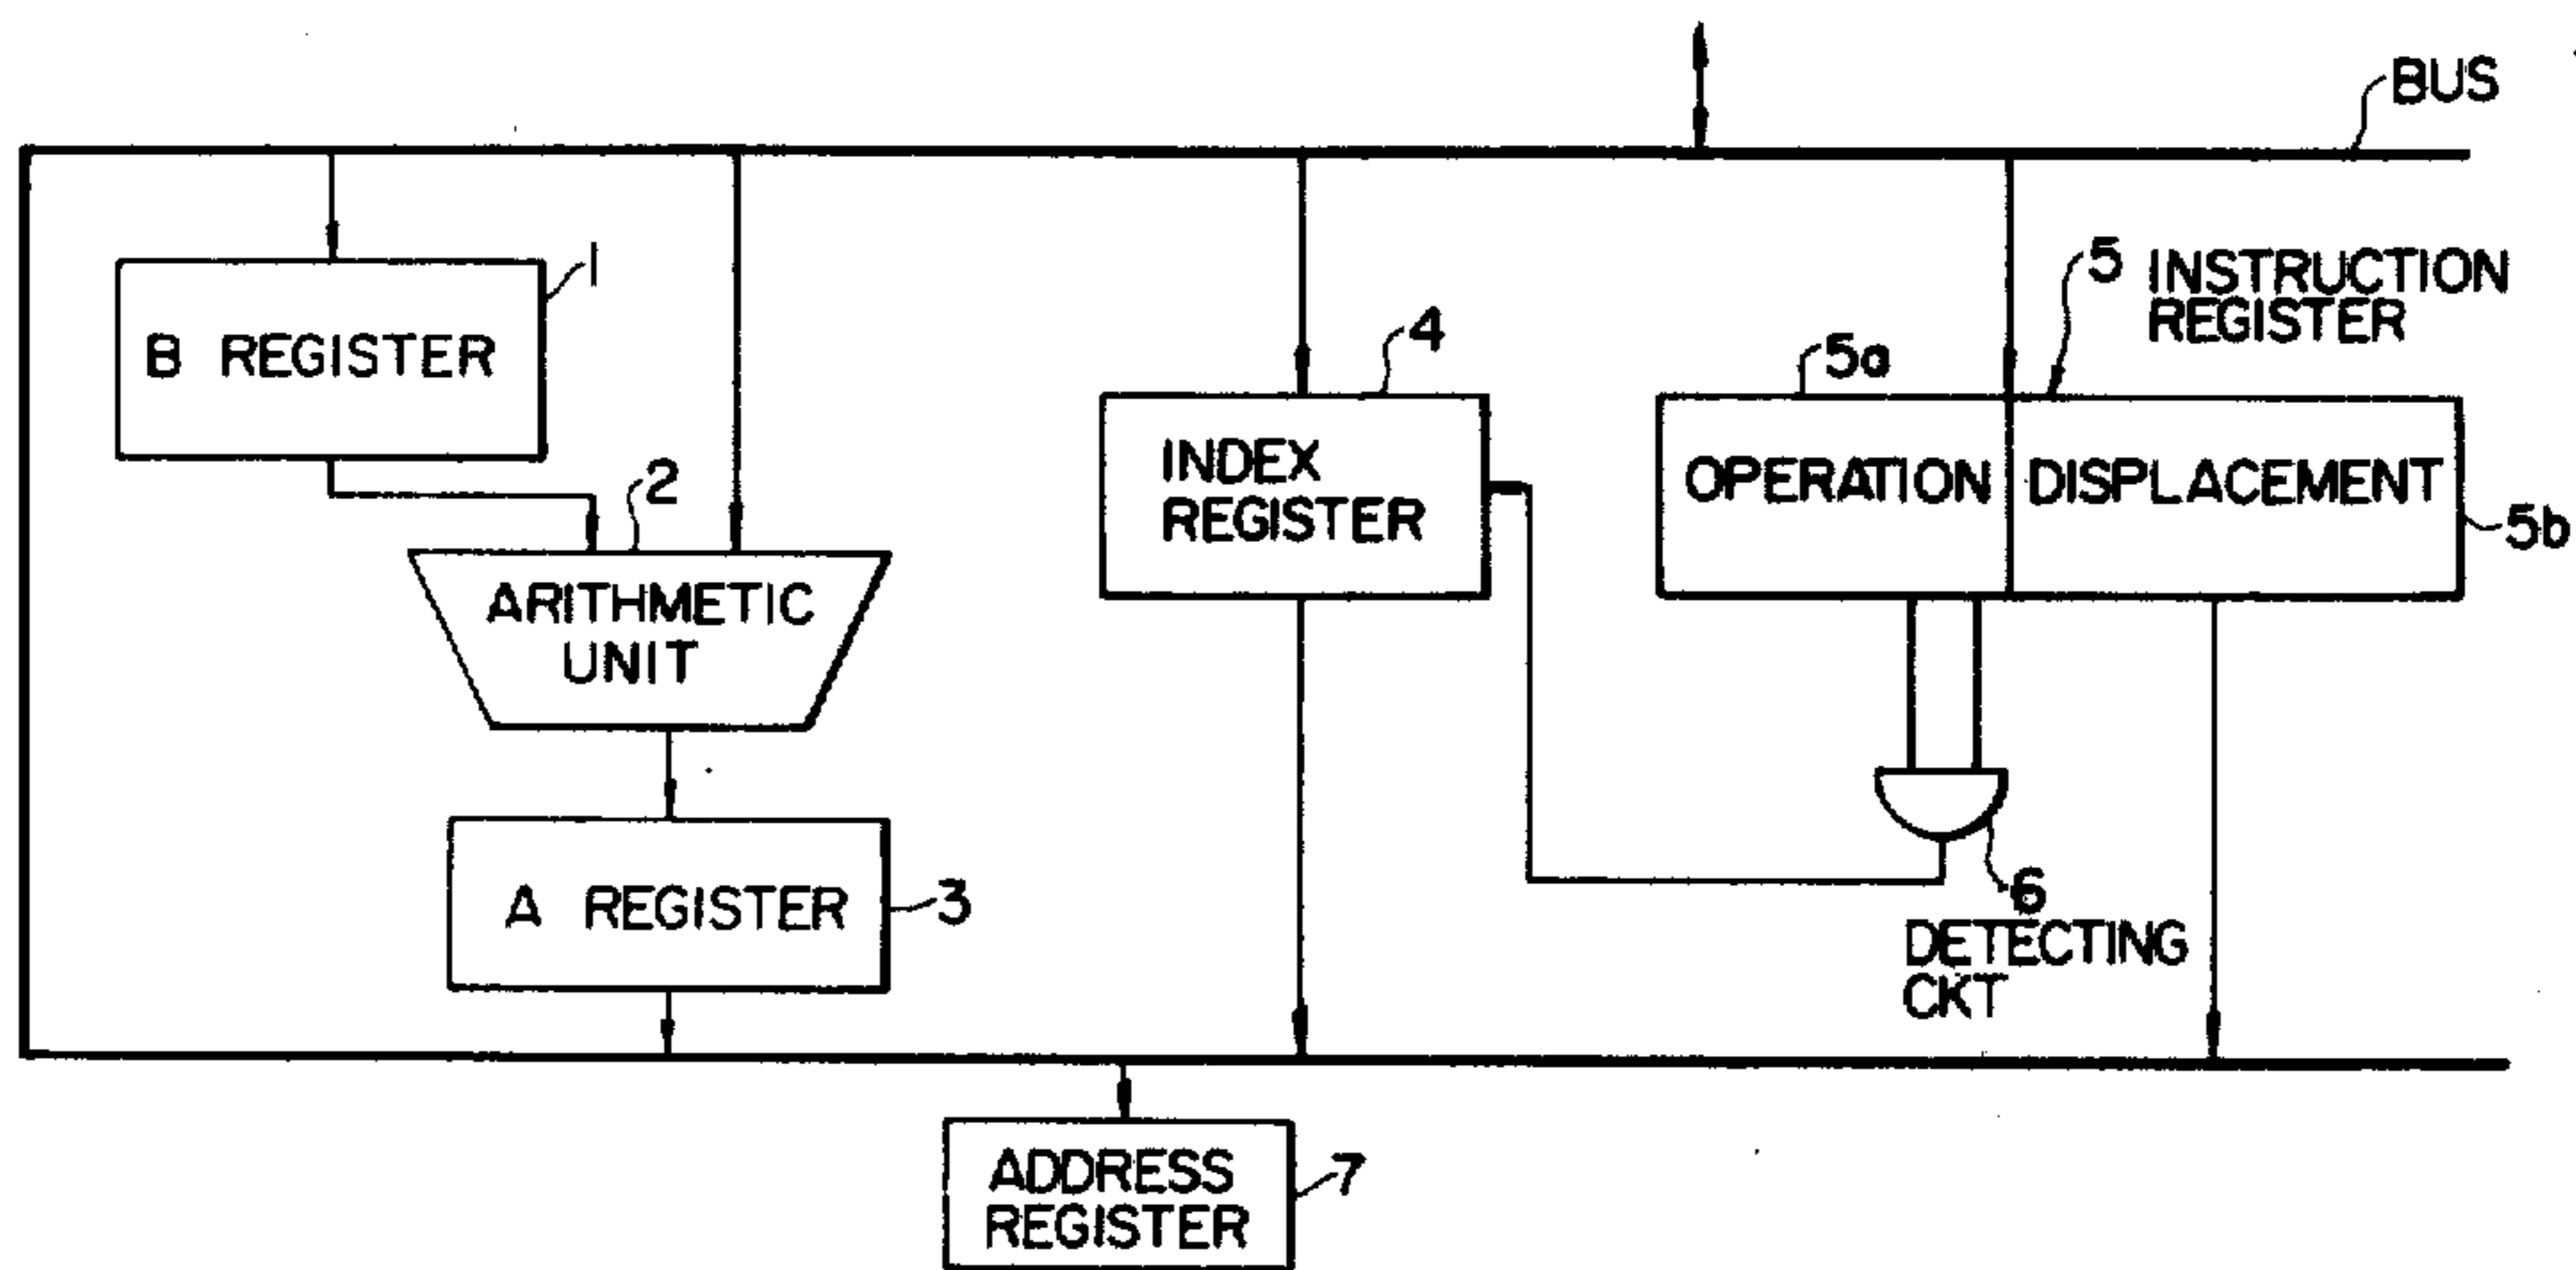 BUS
1
B REGISTER
5 INSTRUCTION
REGISTER
4
5a
2
INDEX
REGISTER
OPERATION
DISPLACEMENT
5b
ARITHMETIC
UNIT
A REGISTER
3
6
DETECTING
CKT
ADDRESS
REGISTER
7